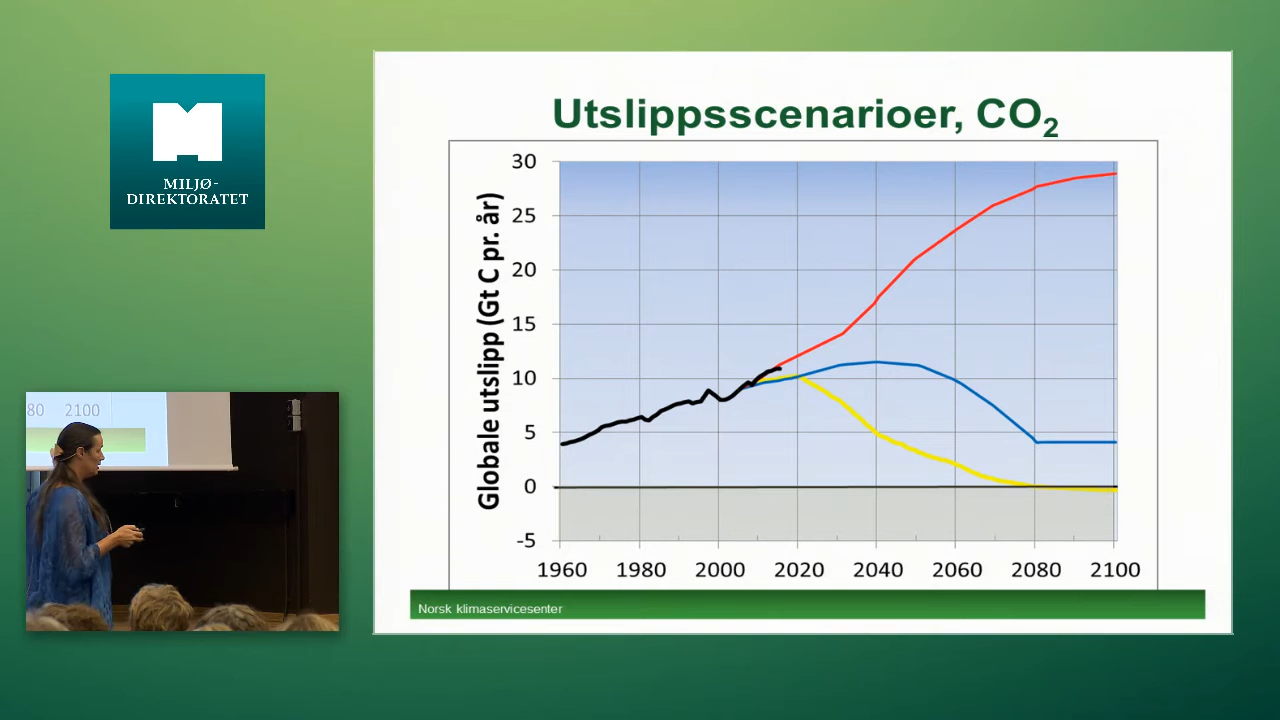 MILJØ-
DIREKTORATET
Utslippsscenarioer, CO₂
Globale utslipp (Gt C pr. år)
30
25
20
15
10
5
0
-5
1960 1980 2000 2020 2040 2060 2080 2100
Norsk klimaservicesenter
80 2100